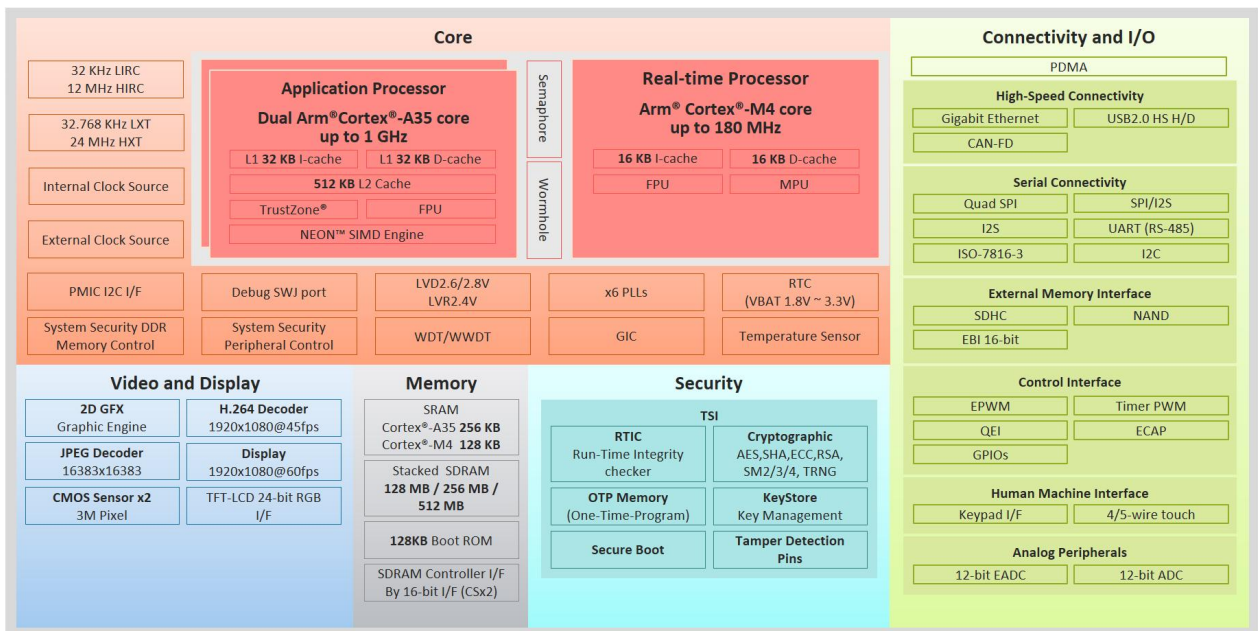 Core
32 KHz LIRC
12 MHz HIRC
32.768 KHz LXT
24 MHz HXT
Internal Clock Source
External Clock Source
Application Processor
Dual Arm®Cortex®-A35 core
up to 1 GHz
L1 32 KB I-cache
L1 32 KB D-cache
512 KB L2 Cache
TrustZone®
FPU
NEON™ SIMD Engine
Semaphore
Wormhole
Real-time Processor
Arm® Cortex®-M4 core
up to 180 MHz
16 KB I-cache
16 KB D-cache
FPU
MPU
PMIC I2C I/F
Debug SWJ port
LVD2.6/2.8V
LVR2.4V
x6 PLLs
RTC
(VBAT 1.8V ~ 3.3V)
System Security DDR
Memory Control
System Security
Peripheral Control
WDT/WWDT
GIC
Temperature Sensor
Video and Display
2D GFX
Graphic Engine
H.264 Decoder
1920x1080@45fps
JPEG Decoder
16383x16383
Display
1920x1080@60fps
CMOS Sensor x2
3M Pixel
TFT-LCD 24-bit RGB
I/F
Memory
SRAM
Cortex®-A35 256 KB
Cortex®-M4 128 KB
Stacked SDRAM
128 MB / 256 MB /
512 MB
128KB Boot ROM
SDRAM Controller I/F
By 16-bit I/F (CSx2)
Security
TSI
RTIC
Run-Time Integrity
checker
Cryptographic
AES,SHA,ECC,RSA,
SM2/3/4, TRNG
OTP Memory
(One-Time-Program)
KeyStore
Key Management
Secure Boot
Tamper Detection
Pins
Connectivity and I/O
PDMA
High-Speed Connectivity
Gigabit Ethernet
USB2.0 HS H/D
CAN-FD
Serial Connectivity
Quad SPI
SPI/I2S
I2S
UART (RS-485)
ISO-7816-3
I2C
External Memory Interface
SDHC
NAND
EBI 16-bit
Control Interface
EPWM
Timer PWM
QEI
ECAP
GPIOs
Human Machine Interface
Keypad I/F
4/5-wire touch
Analog Peripherals
12-bit EADC
12-bit ADC